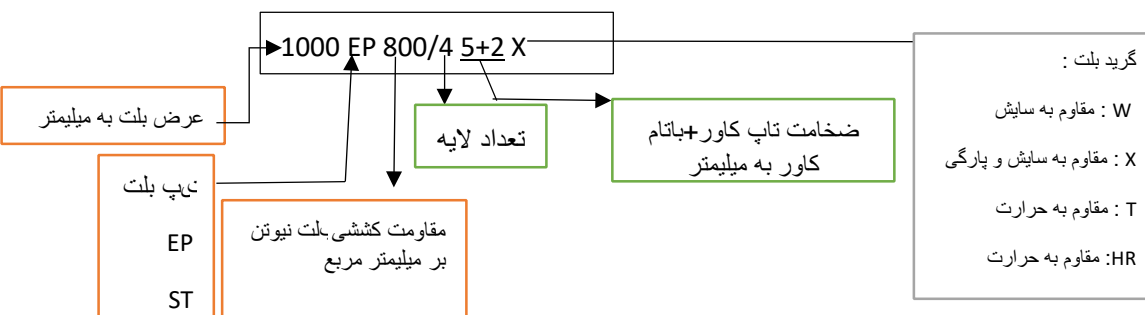 1000 EP 800/4 5+2 X
گرید بلت :
W : مقاوم به سایش
X : مقاوم به سایش و پارگی
T : مقاوم به حرارت
HR: مقاوم به حرارت
ضخامت تاپ کاور+باتام
کاور به میلیمتر
تعداد لایه
عرض بلت به میلیمتر
بلت
EP
ST
مقاومت کششی بلت نیوتن
بر میلیمتر مربع